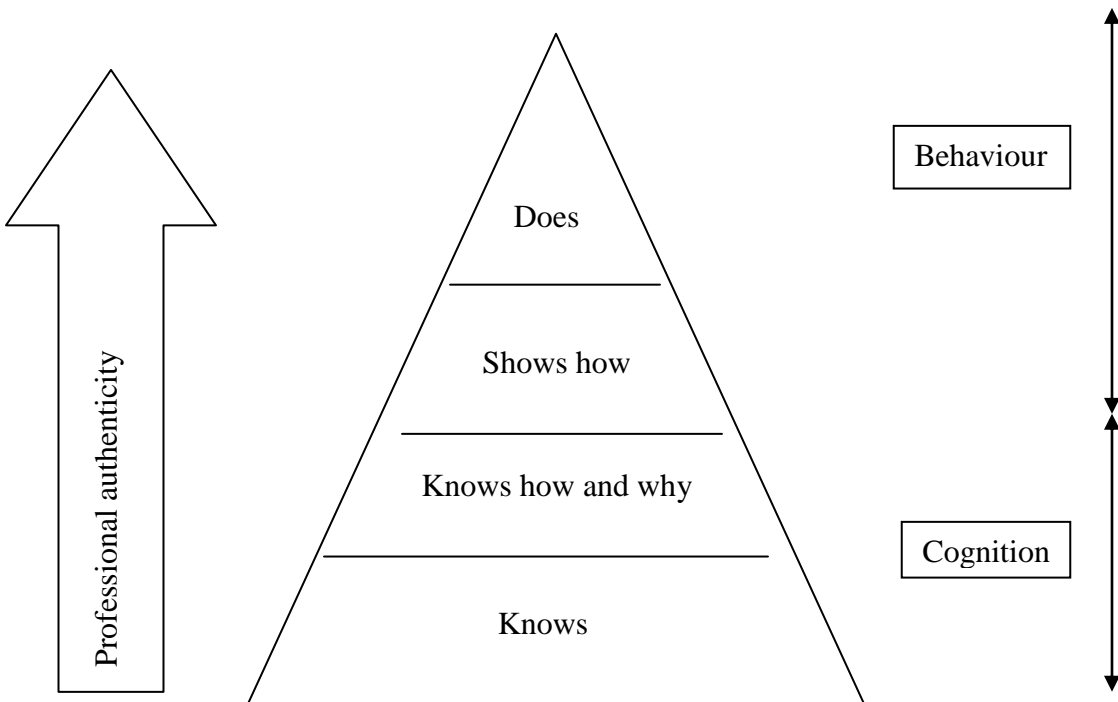 Behaviour
Does
Shows how
Knows how and why
Cognition
Knows
Professional authenticity